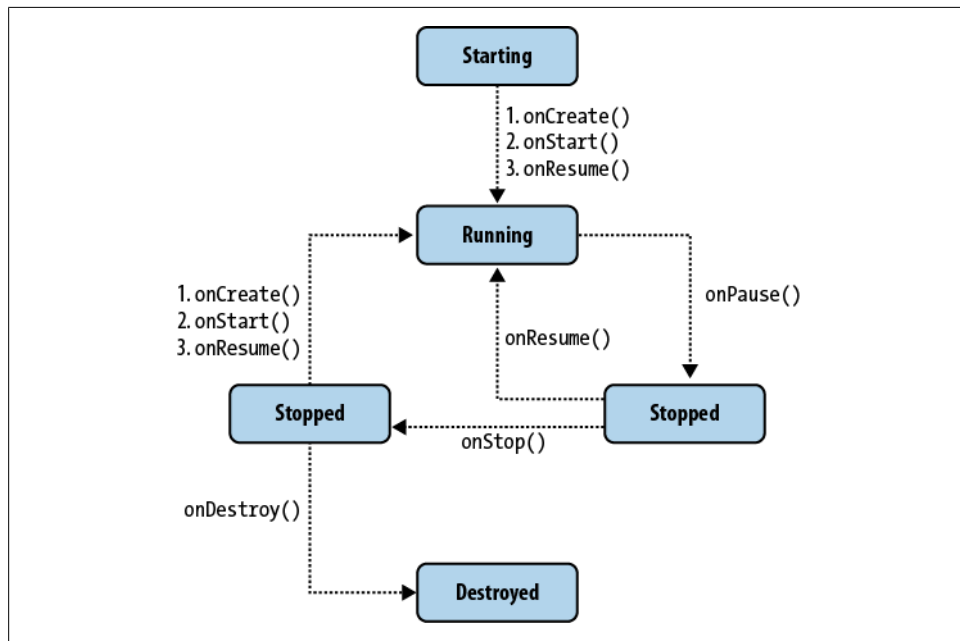 Starting
1. onCreate()
2. onStart()
3. onResume()
Running
1. onCreate()
2. onStart()
3. onResume()
onPause()
onResume()
Stopped
Stopped
onStop()
onDestroy()
Destroyed